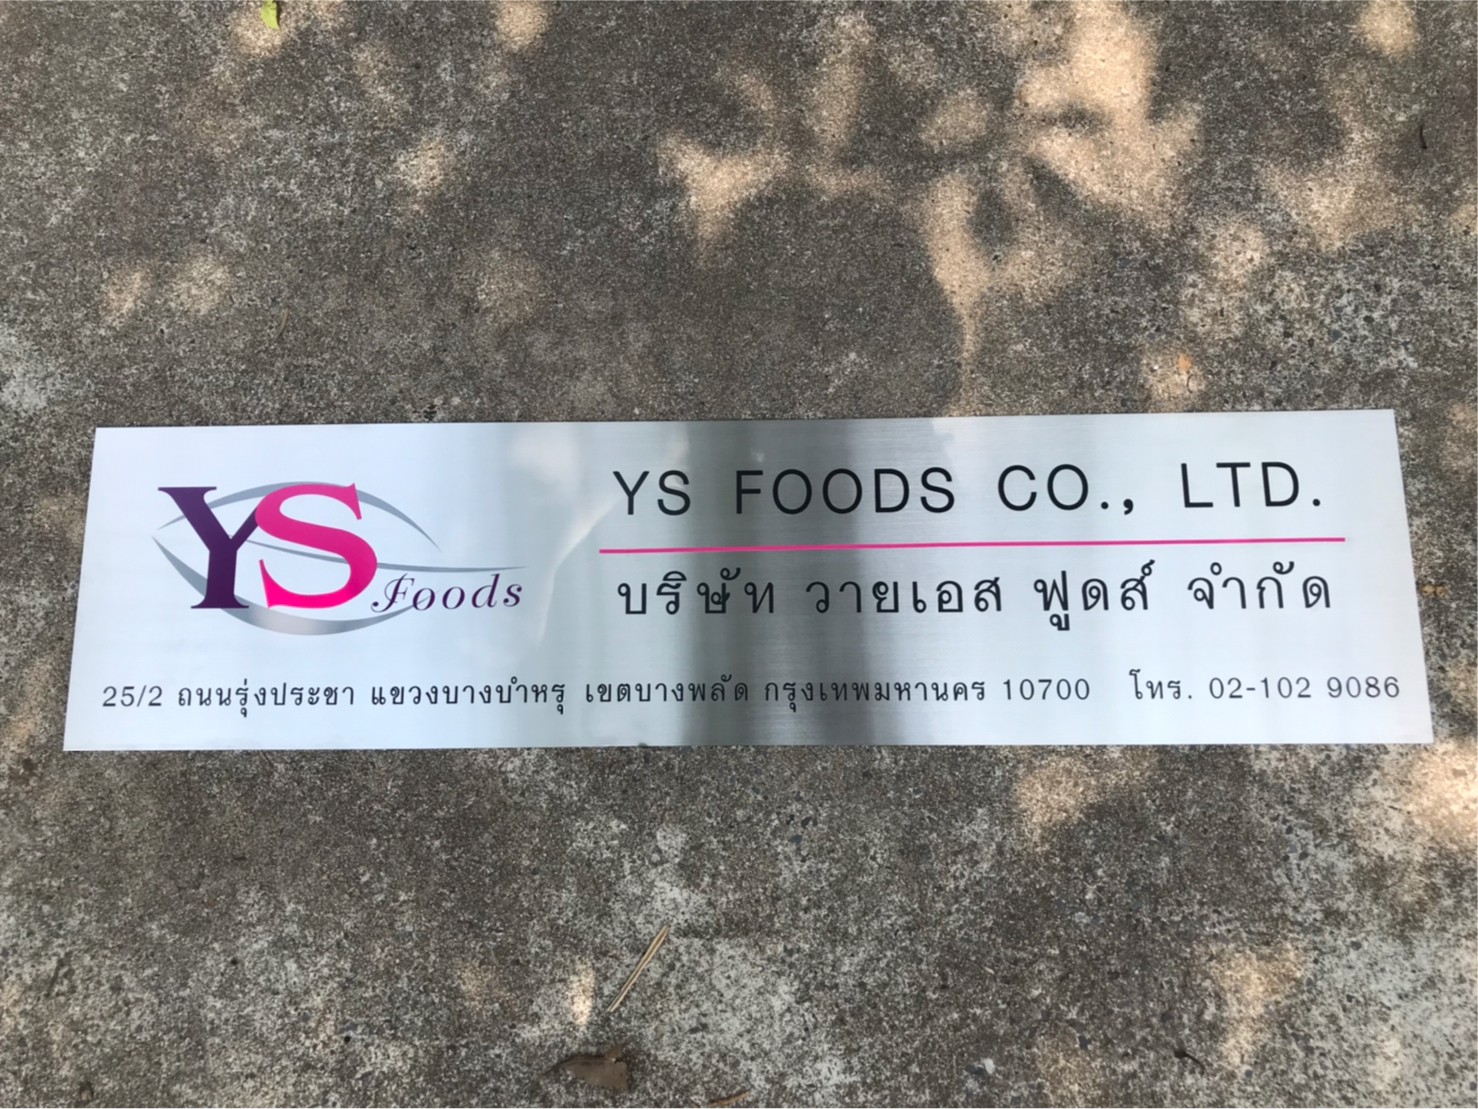 YS Foods
YS FOODS CO., LTD.
บริษัท วายเอส ฟูดส์ จำกัด
25/2 ถนนรุ่งประชา แขวงบางบำหรุ เขตบางพลัด กรุงเทพมหานคร 10700 โทร. 02-102 9086